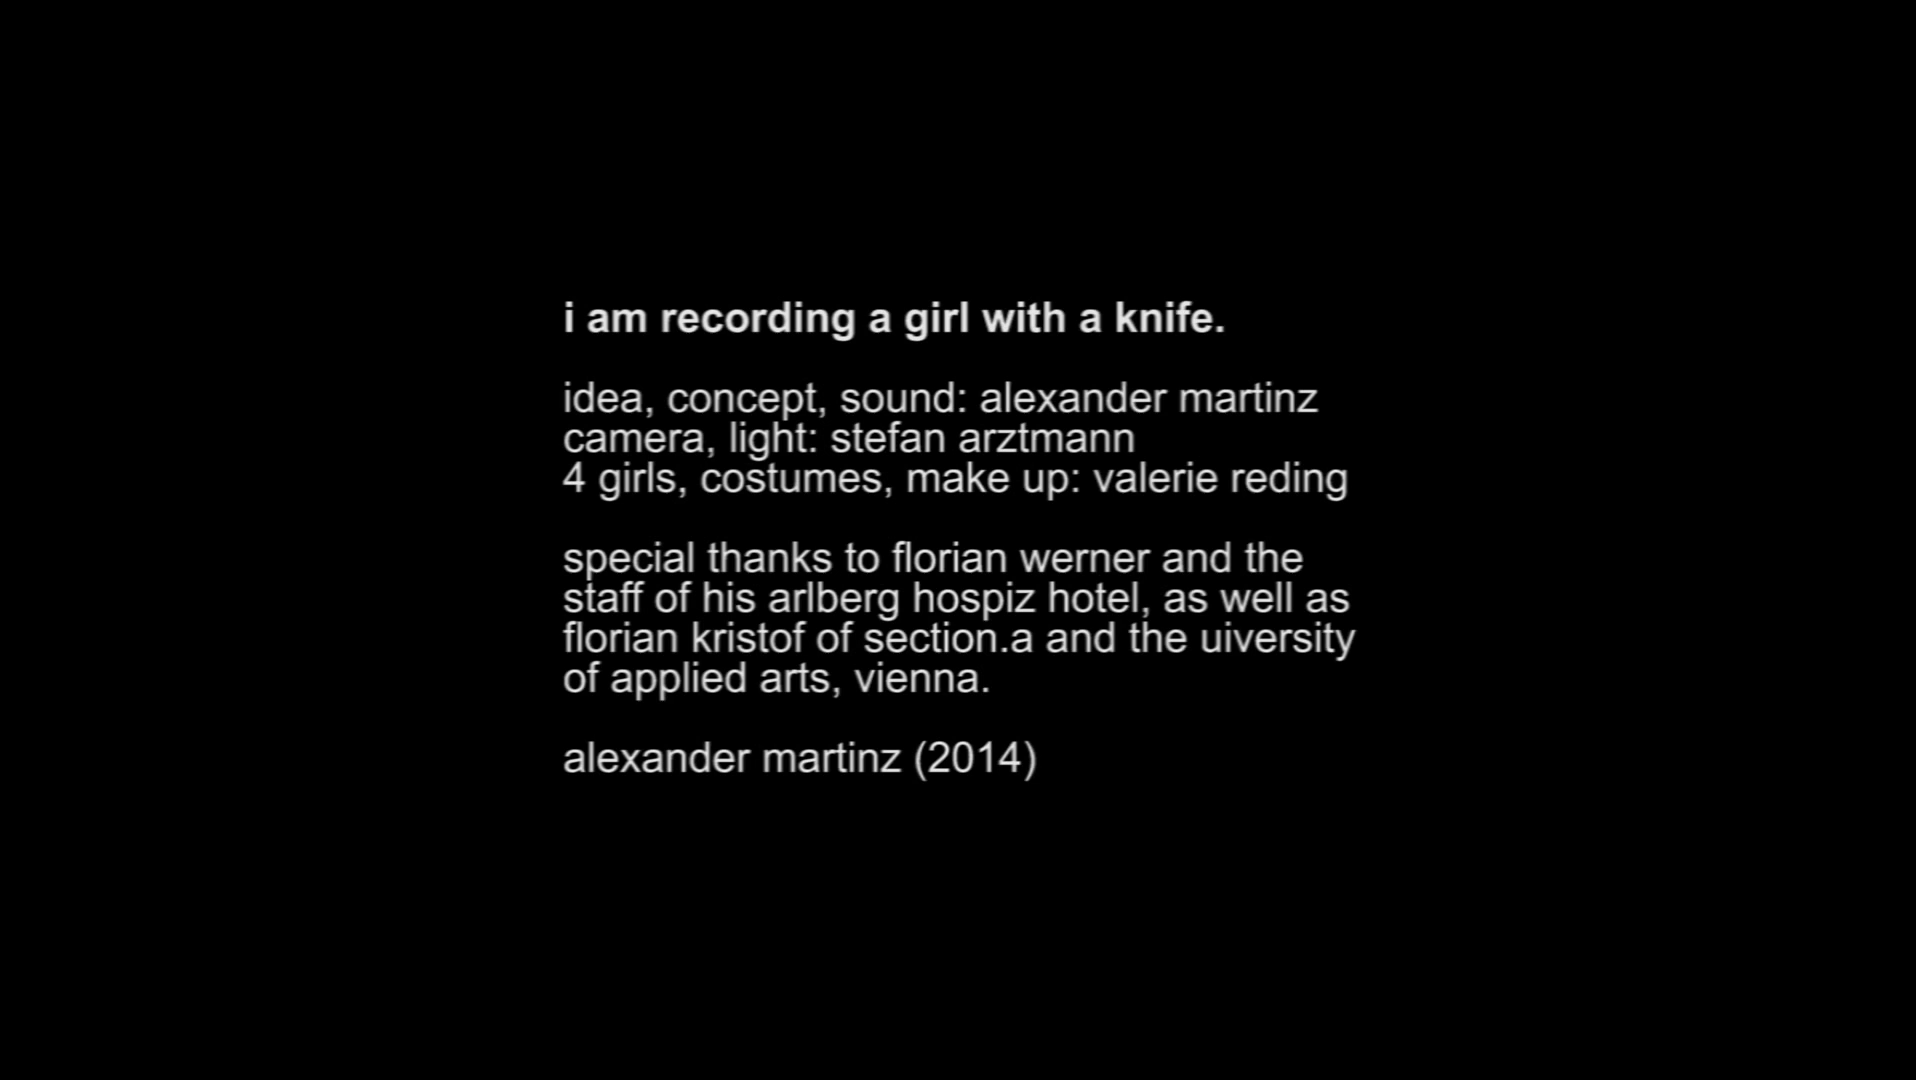 i am recording a girl with a knife.
idea, concept, sound: alexander martinz
camera, light: stefan arztmann
4 girls, costumes, make up: valerie reding
special thanks to florian werner and the
staff of his arlberg hospiz hotel, as well as
florian kristof of section.a and the uiversity
of applied arts, vienna.
alexander martinz (2014)